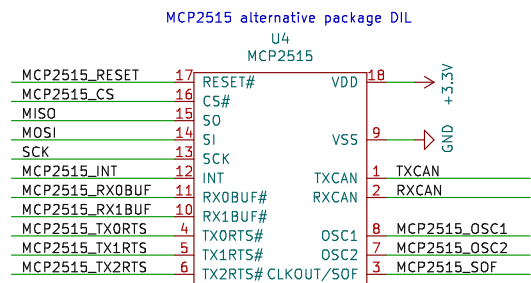 MCP2515 alternative package DIL
U4
MCP2515
MCP2515_RESET 17 RESET# VDD 18 +3.3V
MCP2515_CS 16 CS#
MISO 15 SO
MOSI 14 SI VSS 9 GND
SCK 13 SCK
MCP2515_INT 12 INT TXCAN 1 TXCAN
MCP2515_RX0BUF 11 RX0BUF# RXCAN 2 RXCAN
MCP2515_RX1BUF 10 RX1BUF#
MCP2515_TX0RTS 4 TX0RTS# OSC1 8 MCP2515_OSC1
MCP2515_TX1RTS 5 TX1RTS# OSC2 7 MCP2515_OSC2
MCP2515_TX2RTS 6 TX2RTS# CLKOUT/SOF 3 MCP2515_SOF